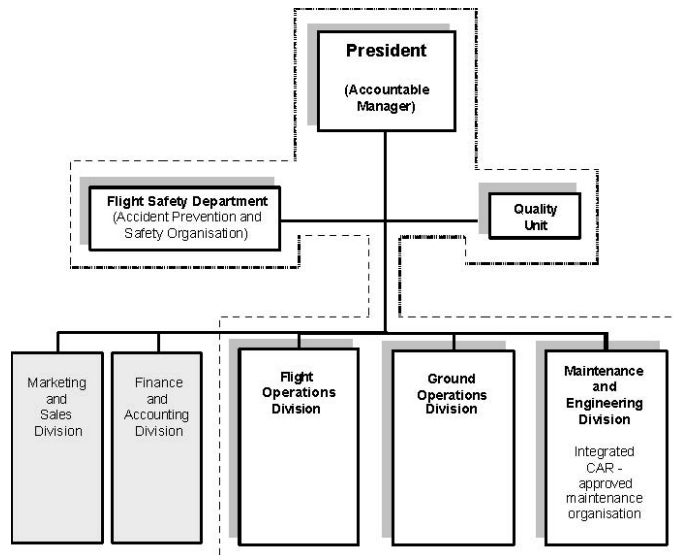 President
(Accountable
Manager)
Flight Safety Department
(Accident Prevention and
Safety Organisation)
Quality
Unit
Marketing
and
Sales
Division
Finance
and
Accounting
Division
Flight
Operations
Division
Ground
Operations
Division
Maintenance
and
Engineering
Division
Integrated
CAR -
approved
maintenance
organisation